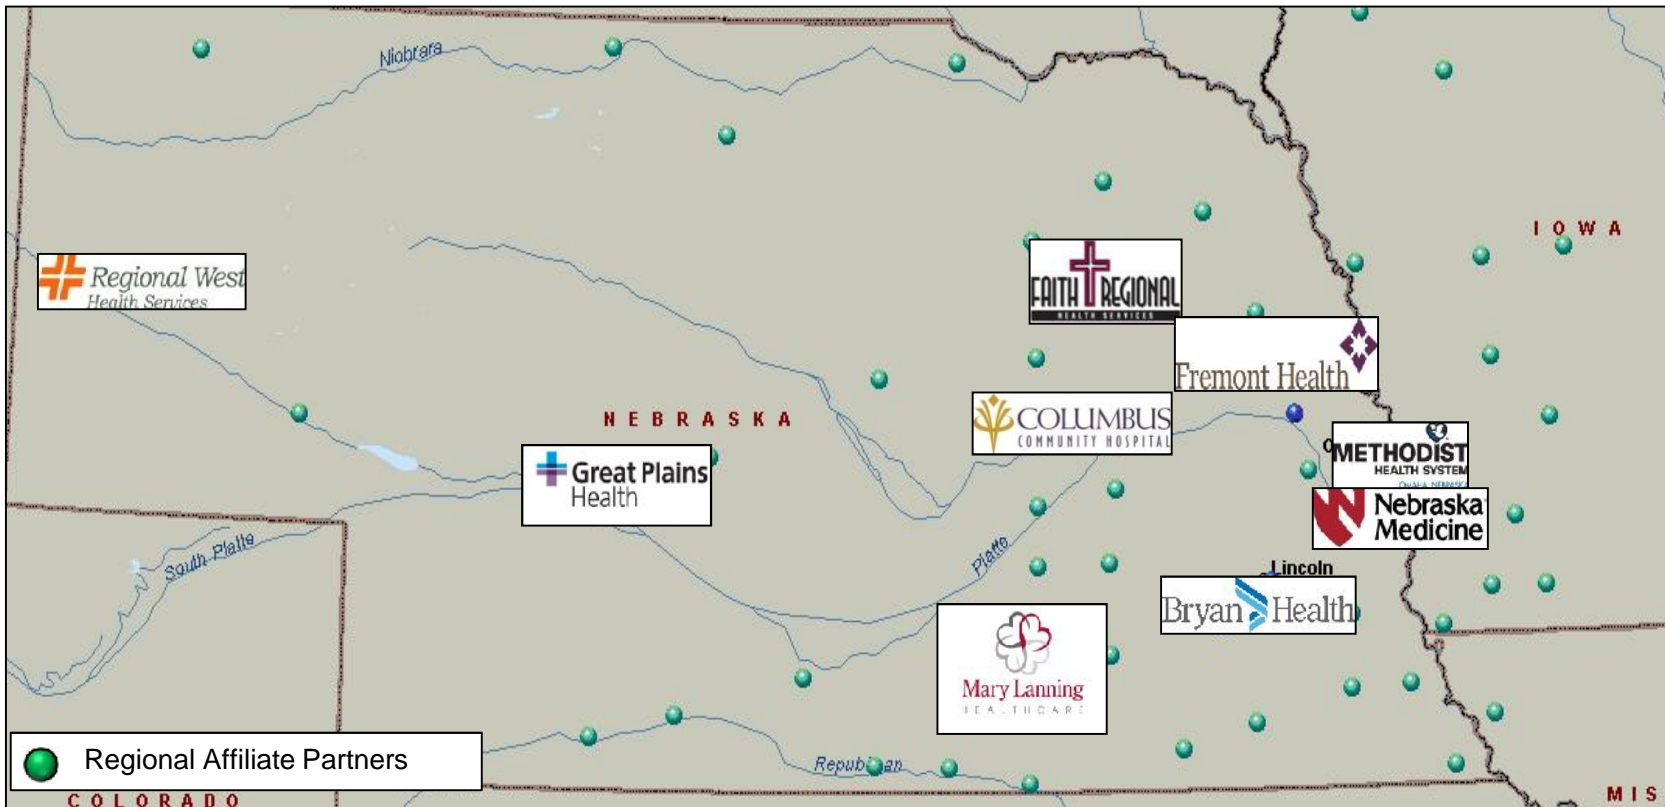 Niobrara
IOWA
Regional West
Health Services
FAITH REGIONAL
HEALTH SERVICES
Fremont Health
NEBRASKA
COLUMBUS
COMMUNITY HOSPITAL
O
METHODIST
HEALTH SYSTEM
OMAHA, NEBRASKA
Great Plains
Health
Nebraska
Medicine
South Platte
Platte
Lincoln
Bryan Health
Mary Lanning
HEALTHCARE
Regional Affiliate Partners
Republican
COLORADO
MIS